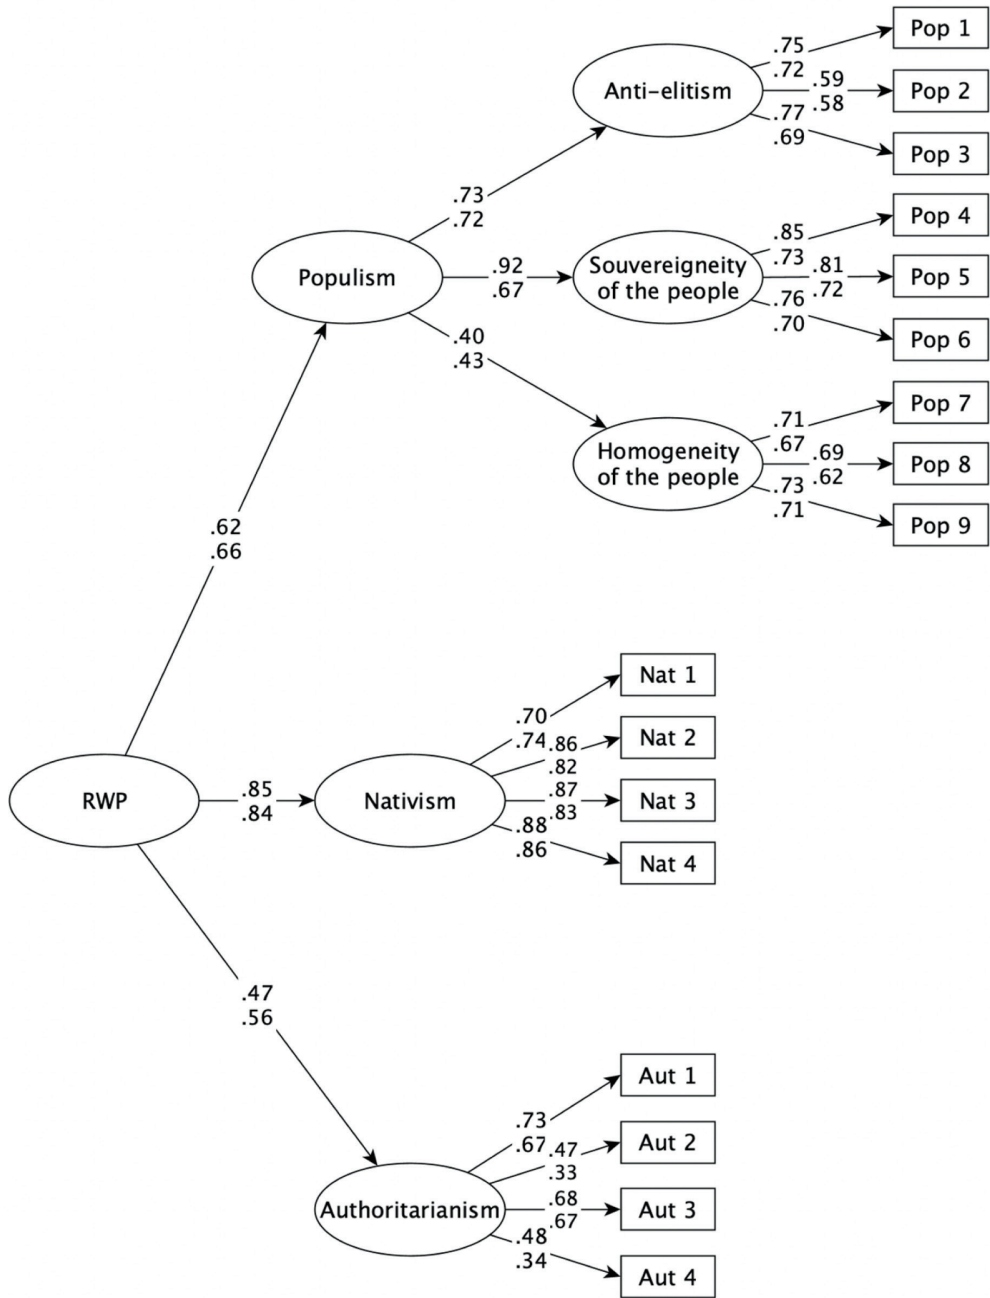 Pop 1
.75
.72
Anti-elitism
.59
.58
Pop 2
.77
.69
Pop 3
.73
.72
Pop 4
.85
.73
Populism
.92
.67
Souvereigneity
of the people
.81
.72
Pop 5
.76
.70
Pop 6
.40
.43
Pop 7
.71
.67
Homogeneity
of the people
.69
.62
Pop 8
.73
.71
Pop 9
.62
.66
Nat 1
.70
.74
.86
.82
Nat 2
RWP
.85
.84
Nativism
.87
.83
Nat 3
.88
.86
Nat 4
.47
.56
Aut 1
.73
.67
.47
.33
Aut 2
Authoritarianism
.68
.67
Aut 3
.48
.34
Aut 4